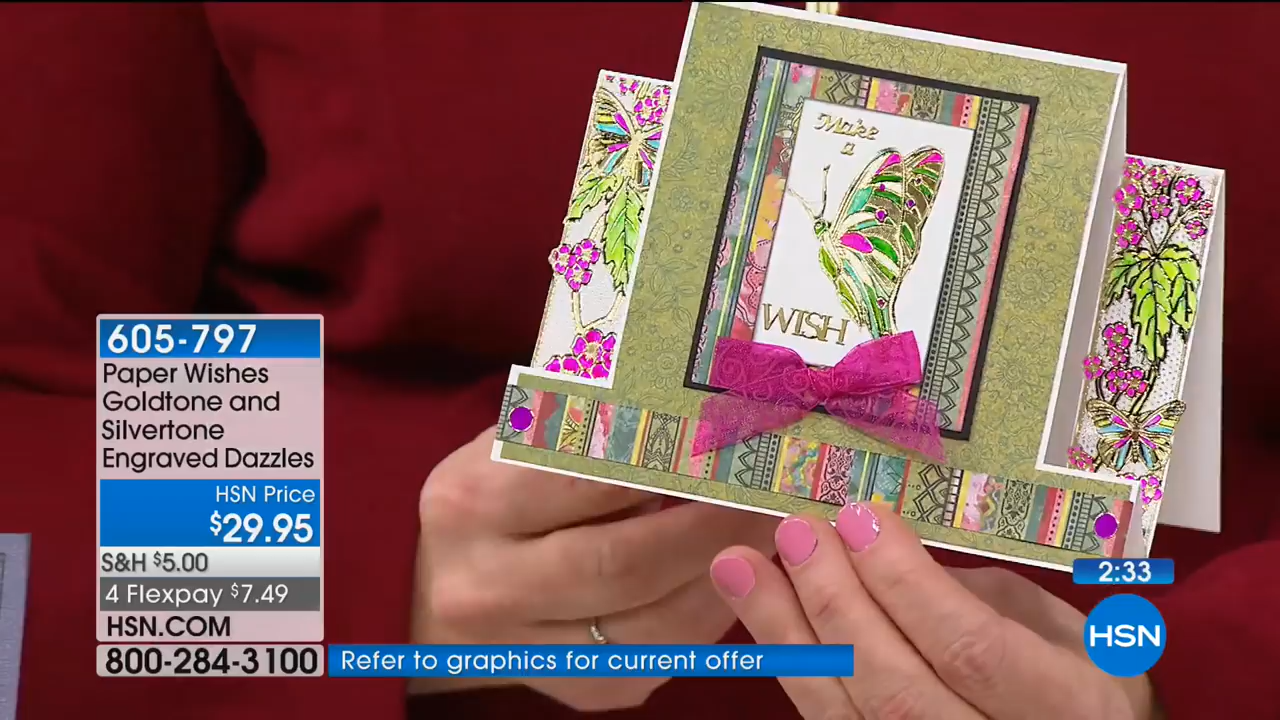 Make
a
WISH
605-797
Paper Wishes
Goldtone and
Silvertone
Engraved Dazzles
HSN Price
$29.95
S&H $5.00
4 Flexpay $7.49
HSN.COM
800-284-3100
Refer to graphics for current offer
2:33
HSN